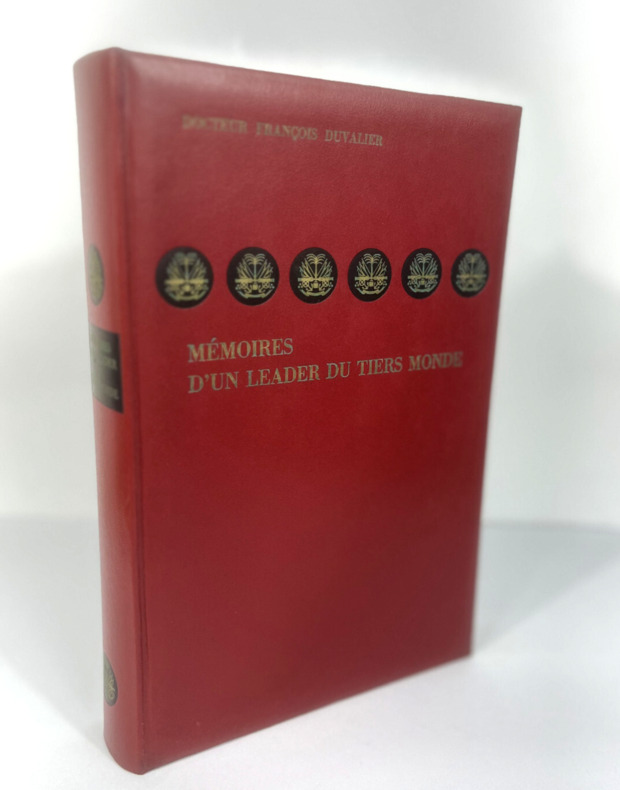 DOCTEUR FRANÇOIS DUVALIER
MÉMOIRES
D'UN LEADER DU TIERS MONDE